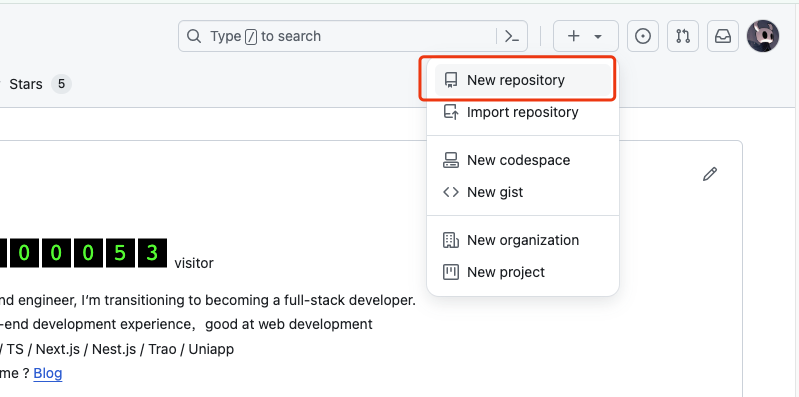 Type / to search
Stars 5
New repository
Import repository
New codespace
New gist
New organization
New project
0 0 0 5 3 visitor
nd engineer, I'm transitioning to becoming a full-stack developer.
-end development experience，good at web development
/ TS / Next.js / Nest.js / Trao / Uniapp
me ? Blog